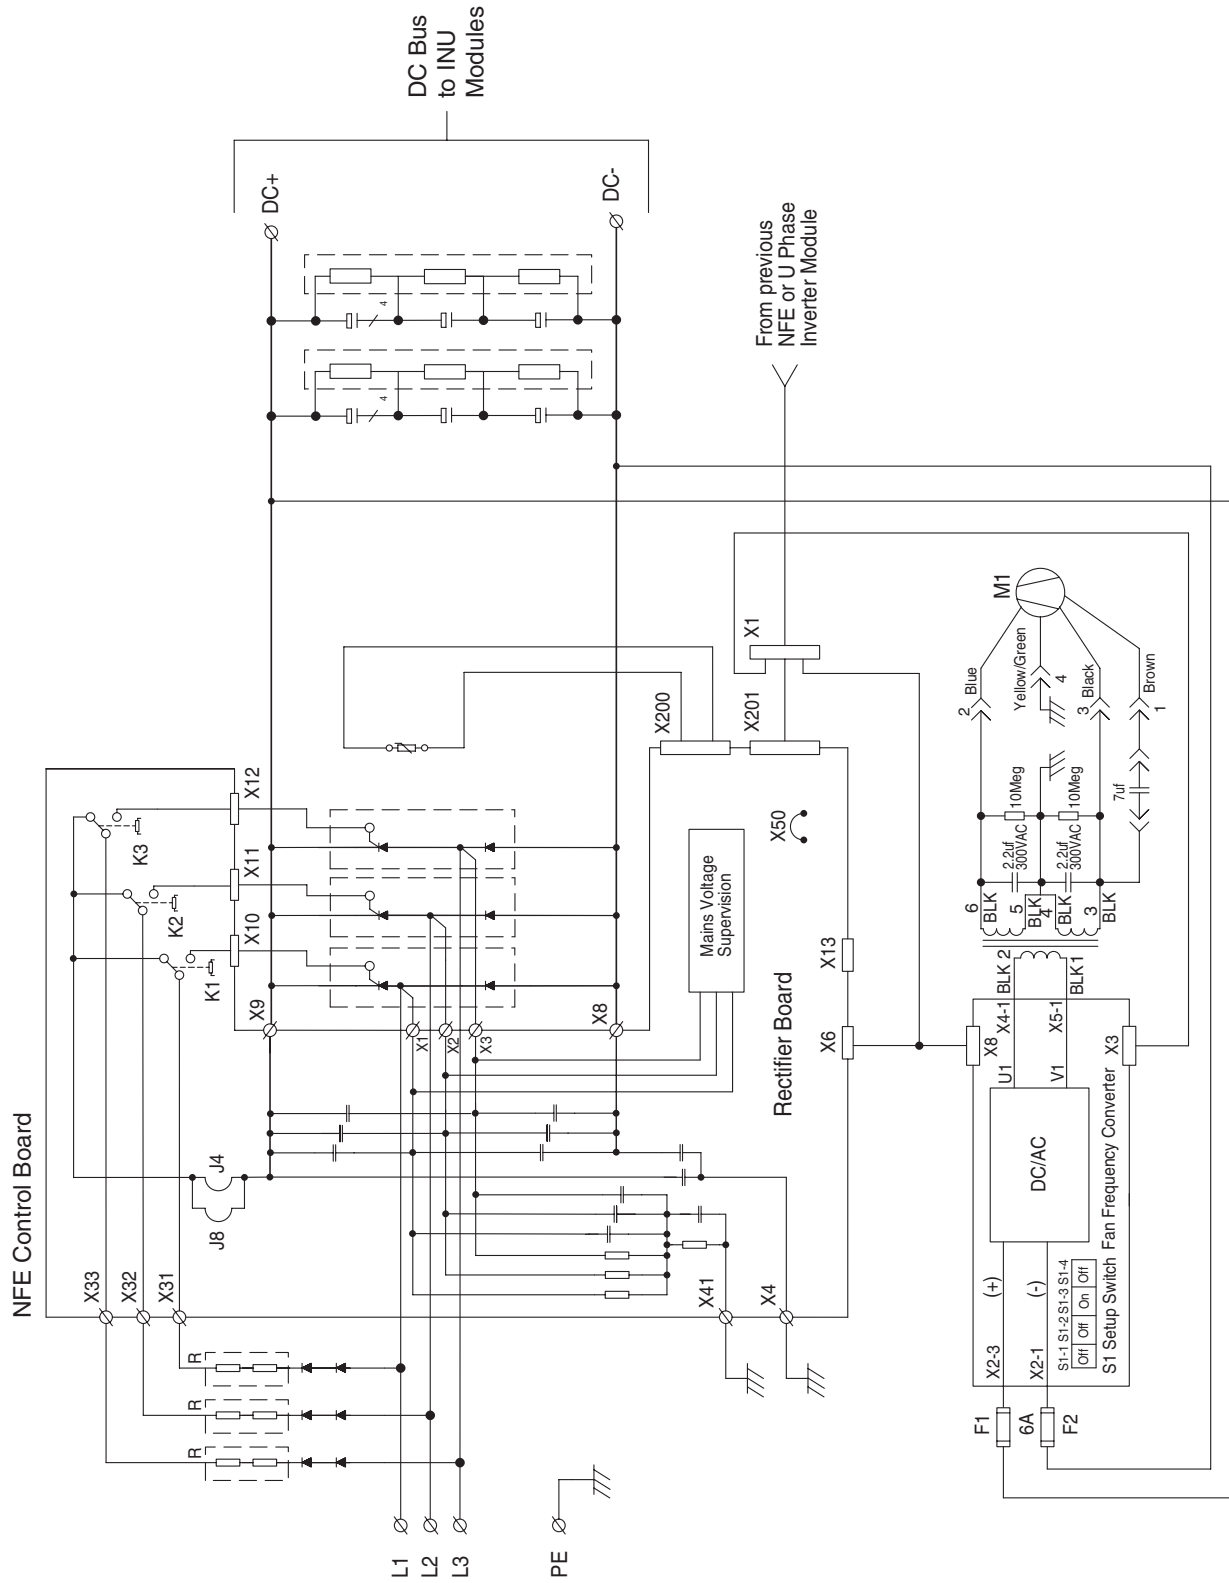 NFE Control Board
DC Bus
to INU
Modules
DC+
DC-
X33
X32
X31
J8
J4
K1
K2
K3
X9
X10
X11
X12
R
R
R
L1
L2
L3
PE
X1
X2
X3
X8
4
4
X41
X4
Mains Voltage
Supervision
X50
X200
X201
X1
Rectifier Board
X6
X13
From previous
NFE or U Phase
Inverter Module
F1
6A
F2
X2-3
X2-1
(+)
(-)
S1-1 S1-2 S1-3 S1-4
Off Off On Off
S1 Setup Switch
Fan Frequency Converter
DC/AC
U1
V1
X8
X3
X4-1
X5-1
BLK 2
BLK1
6
BLK
5
BLK
4
BLK
3
BLK
2.2uf
300VAC
2.2uf
300VAC
10Meg
10Meg
7uf
2
Blue
Yellow/Green
4
3
Black
1
Brown
M1